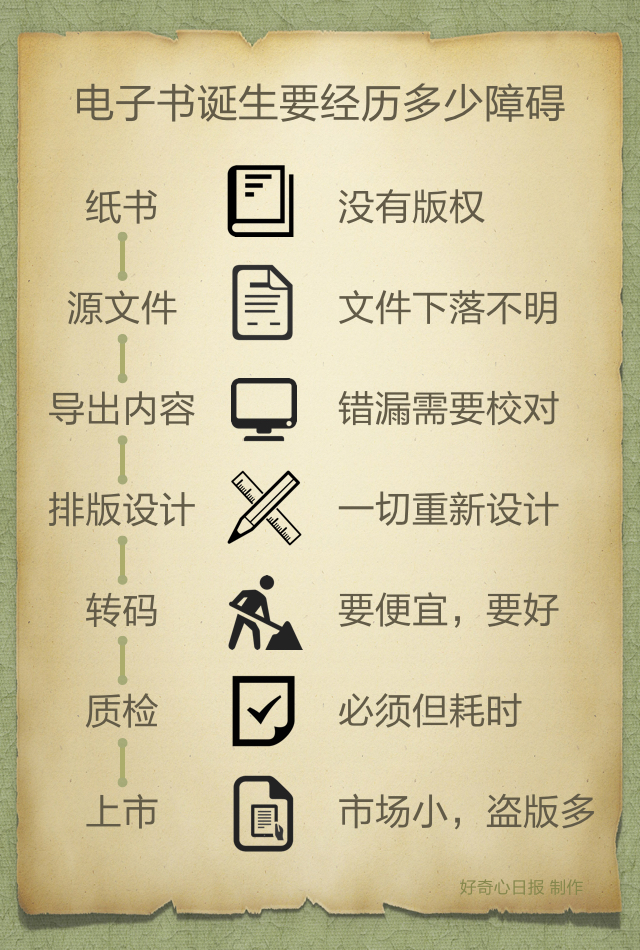 电子书诞生要经历多少障碍
纸书 没有版权
源文件 文件下落不明
导出内容 错漏需要校对
排版设计 一切重新设计
转码 要便宜，要好
质检 必须但耗时
上市 市场小，盗版多
好奇心日报 制作